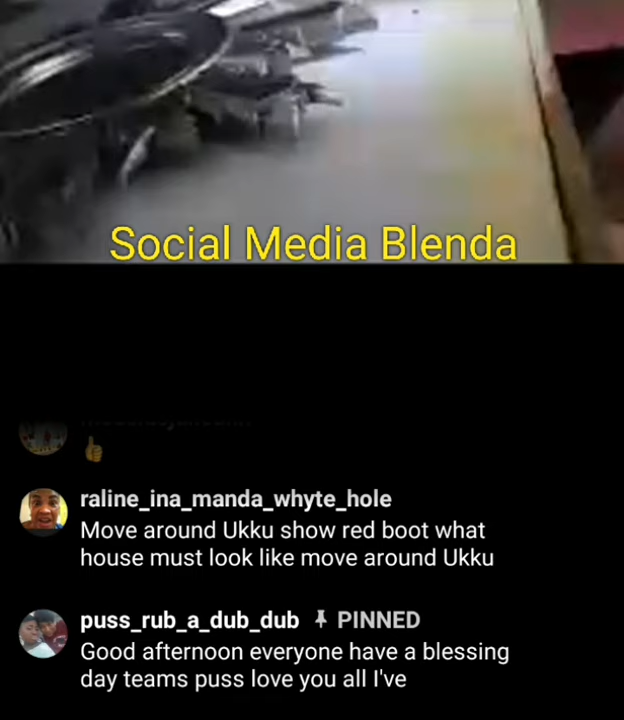 Social Media Blenda
👍
raline_ina_manda_whyte_hole
Move around Ukku show red boot what
house must look like move around Ukku
puss_rub_a_dub_dub 📌 PINNED
Good afternoon everyone have a blessing
day teams puss love you all I've